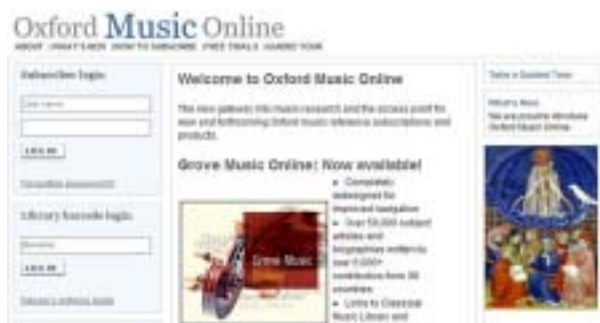 Oxford Music Online
ABOUT WHAT'S NEW HOW TO SUBSCRIBE FREE TRIALS GUIDED TOUR
Subscriber login
User name
LOG IN
Library barcode login
Barcode
LOG IN
Welcome to Oxford Music Online
The new gateway into music research and the access point for
new and forthcoming Oxford music reference subscriptions and
products.
Grove Music Online: Now available!
Completely
redesigned for
improved navigation
Over 50,000 subject
articles and
biographies written by
over 6,000+
contributors from
countries
Links to Classical
Music Library and
Grove Music
Take a Guided Tour
What's New
We are proud to introduce
Oxford Music Online.